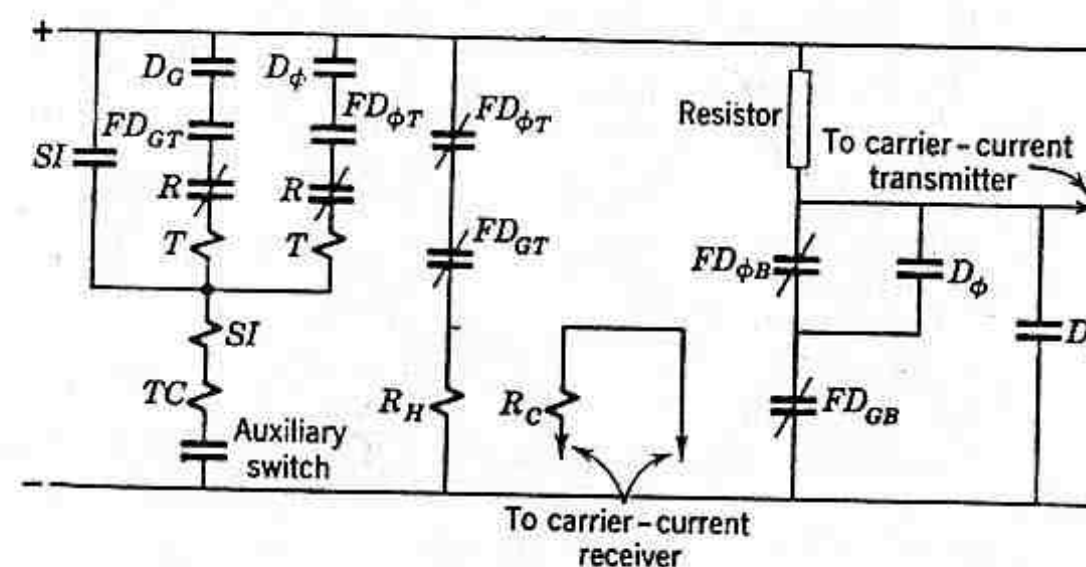 +
D_G
D_ϕ
FD_GT
FD_ϕT
FD_ϕT
SI
R
R
T
T
FD_GT
SI
TC
R_H
R_C
Auxiliary
switch
Resistor
To carrier-current
transmitter
FD_ϕB
D_ϕ
FD_GB
To carrier-current
receiver
−